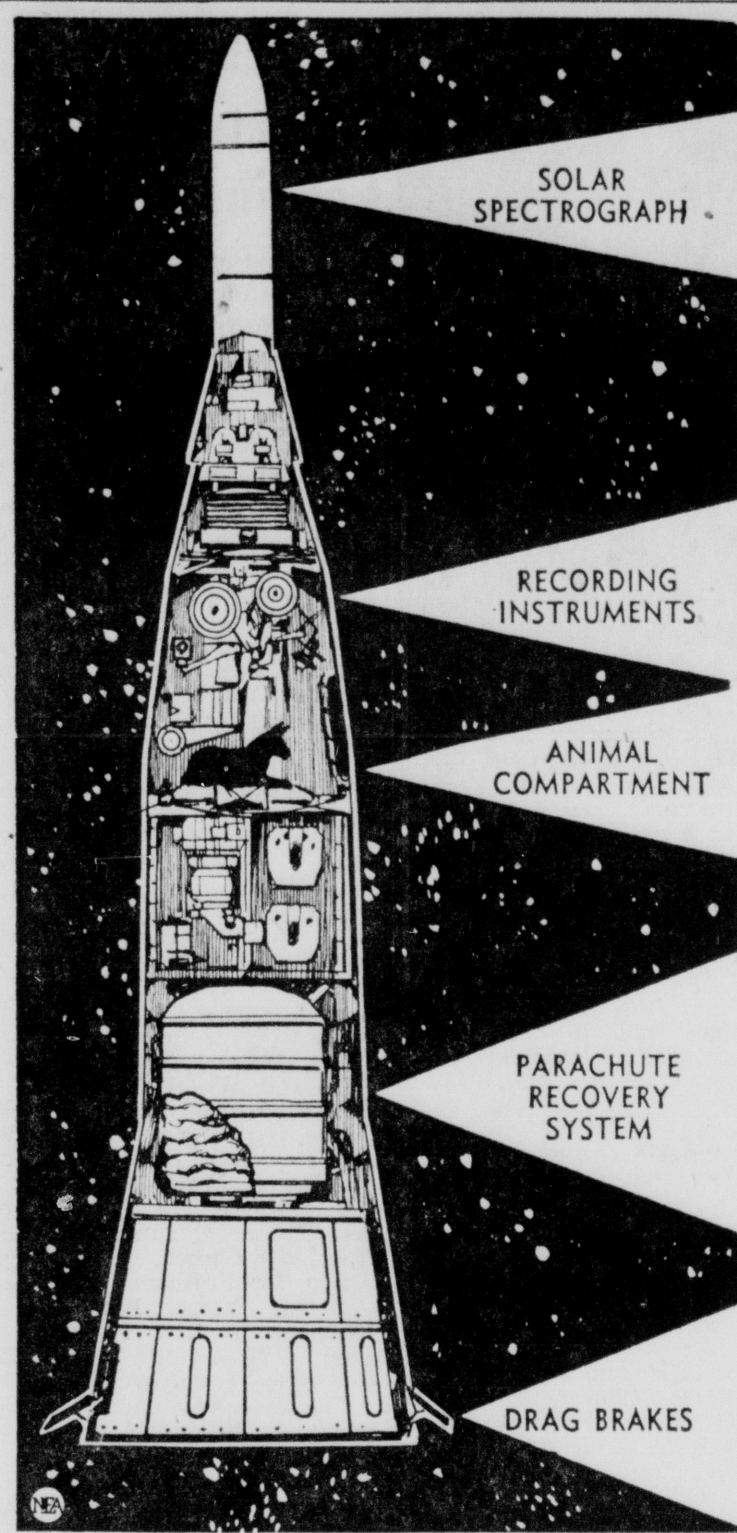 SOLAR
SPECTROGRAPH
RECORDING
INSTRUMENTS
ANIMAL
COMPARTMENT
PARACHUTE
RECOVERY
SYSTEM
DRAG BRAKES
NEA